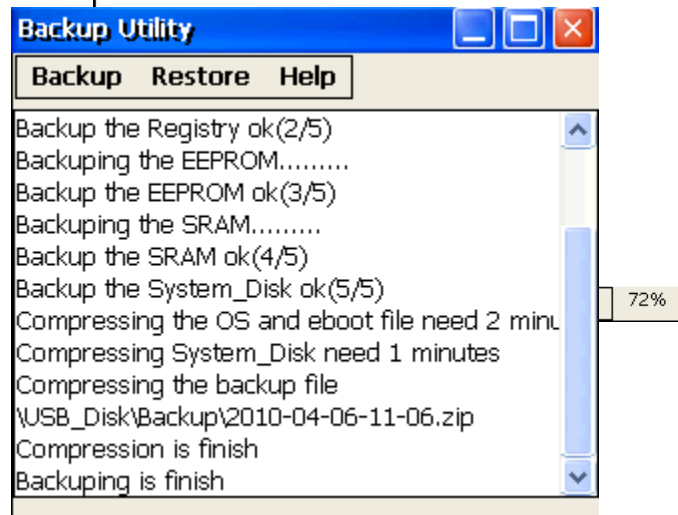 Backup Utility
Backup Restore Help
Backup the Registry ok(2/5)
Backuping the EEPROM.........
Backup the EEPROM ok(3/5)
Backuping the SRAM.........
Backup the SRAM ok(4/5)
Backup the System_Disk ok(5/5)
72%
Compressing the OS and eboot file need 2 minu
Compressing System_Disk need 1 minutes
Compressing the backup file
\USB_Disk\Backup\2010-04-06-11-06.zip
Compression is finish
Backuping is finish